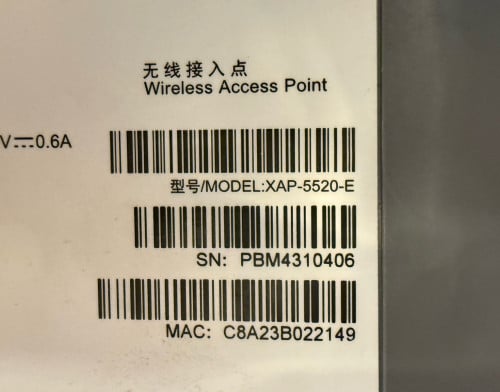 无线接入点
Wireless Access Point
V⎓0.6A
型号/MODEL:XAP-5520-E
SN: PBM4310406
MAC: C8A23B022149